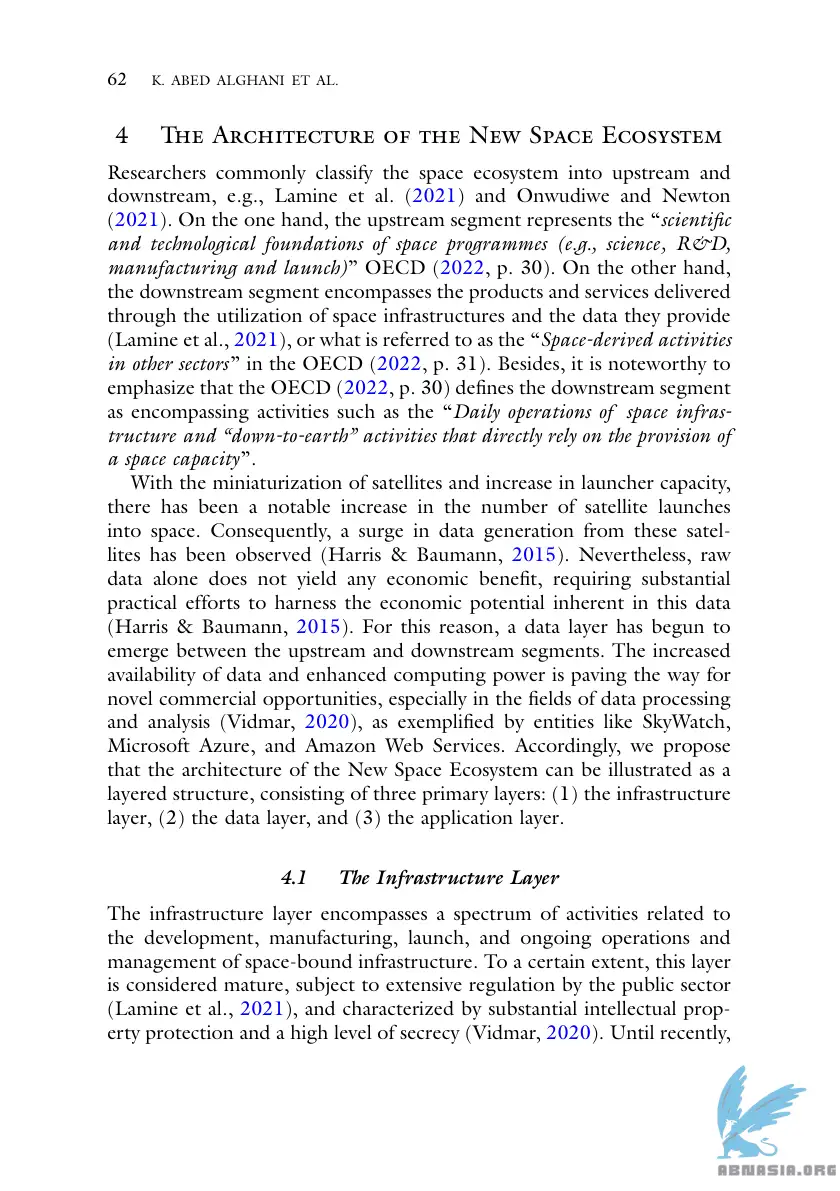 62 K. ABED ALGHANI ET AL.
4 The Architecture of the New Space Ecosystem
Researchers commonly classify the space ecosystem into upstream and
downstream, e.g., Lamine et al. (2021) and Onwudiwe and Newton
(2021). On the one hand, the upstream segment represents the “scientific
and technological foundations of space programmes (e.g., science, R&D,
manufacturing and launch)” OECD (2022, p. 30). On the other hand,
the downstream segment encompasses the products and services delivered
through the utilization of space infrastructures and the data they provide
(Lamine et al., 2021), or what is referred to as the “Space-derived activities
in other sectors” in the OECD (2022, p. 31). Besides, it is noteworthy to
emphasize that the OECD (2022, p. 30) defines the downstream segment
as encompassing activities such as the “Daily operations of space infras-
tructure and “down-to-earth” activities that directly rely on the provision of
a space capacity”.
With the miniaturization of satellites and increase in launcher capacity,
there has been a notable increase in the number of satellite launches
into space. Consequently, a surge in data generation from these satel-
lites has been observed (Harris & Baumann, 2015). Nevertheless, raw
data alone does not yield any economic benefit, requiring substantial
practical efforts to harness the economic potential inherent in this data
(Harris & Baumann, 2015). For this reason, a data layer has begun to
emerge between the upstream and downstream segments. The increased
availability of data and enhanced computing power is paving the way for
novel commercial opportunities, especially in the fields of data processing
and analysis (Vidmar, 2020), as exemplified by entities like SkyWatch,
Microsoft Azure, and Amazon Web Services. Accordingly, we propose
that the architecture of the New Space Ecosystem can be illustrated as a
layered structure, consisting of three primary layers: (1) the infrastructure
layer, (2) the data layer, and (3) the application layer.
4.1 The Infrastructure Layer
The infrastructure layer encompasses a spectrum of activities related to
the development, manufacturing, launch, and ongoing operations and
management of space-bound infrastructure. To a certain extent, this layer
is considered mature, subject to extensive regulation by the public sector
(Lamine et al., 2021), and characterized by substantial intellectual prop-
erty protection and a high level of secrecy (Vidmar, 2020). Until recently,
ABNASIA.ORG